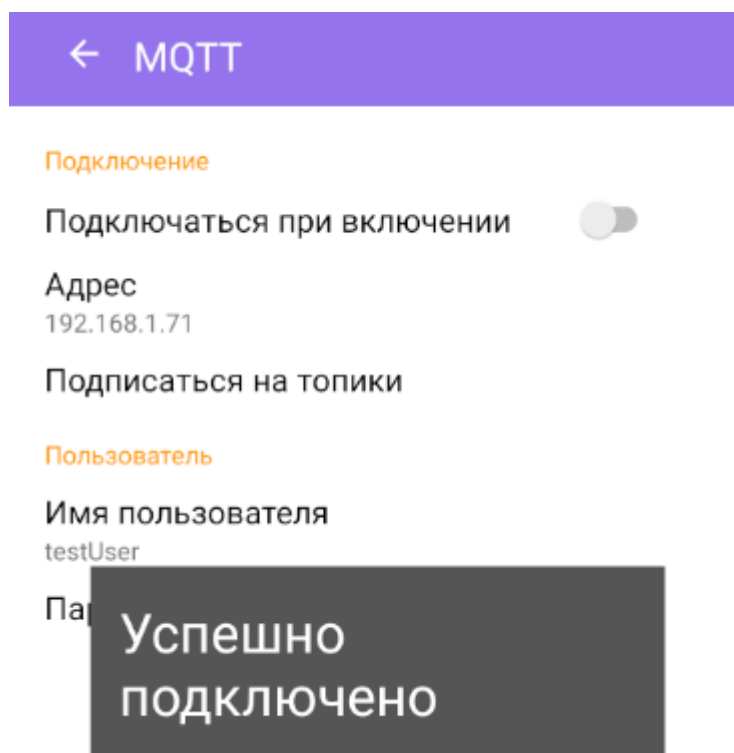 MQTT
Подключение
Подключаться при включении
Адрес
192.168.1.71
Подписаться на топики
Пользователь
Имя пользователя
testUser
Успешно
подключено